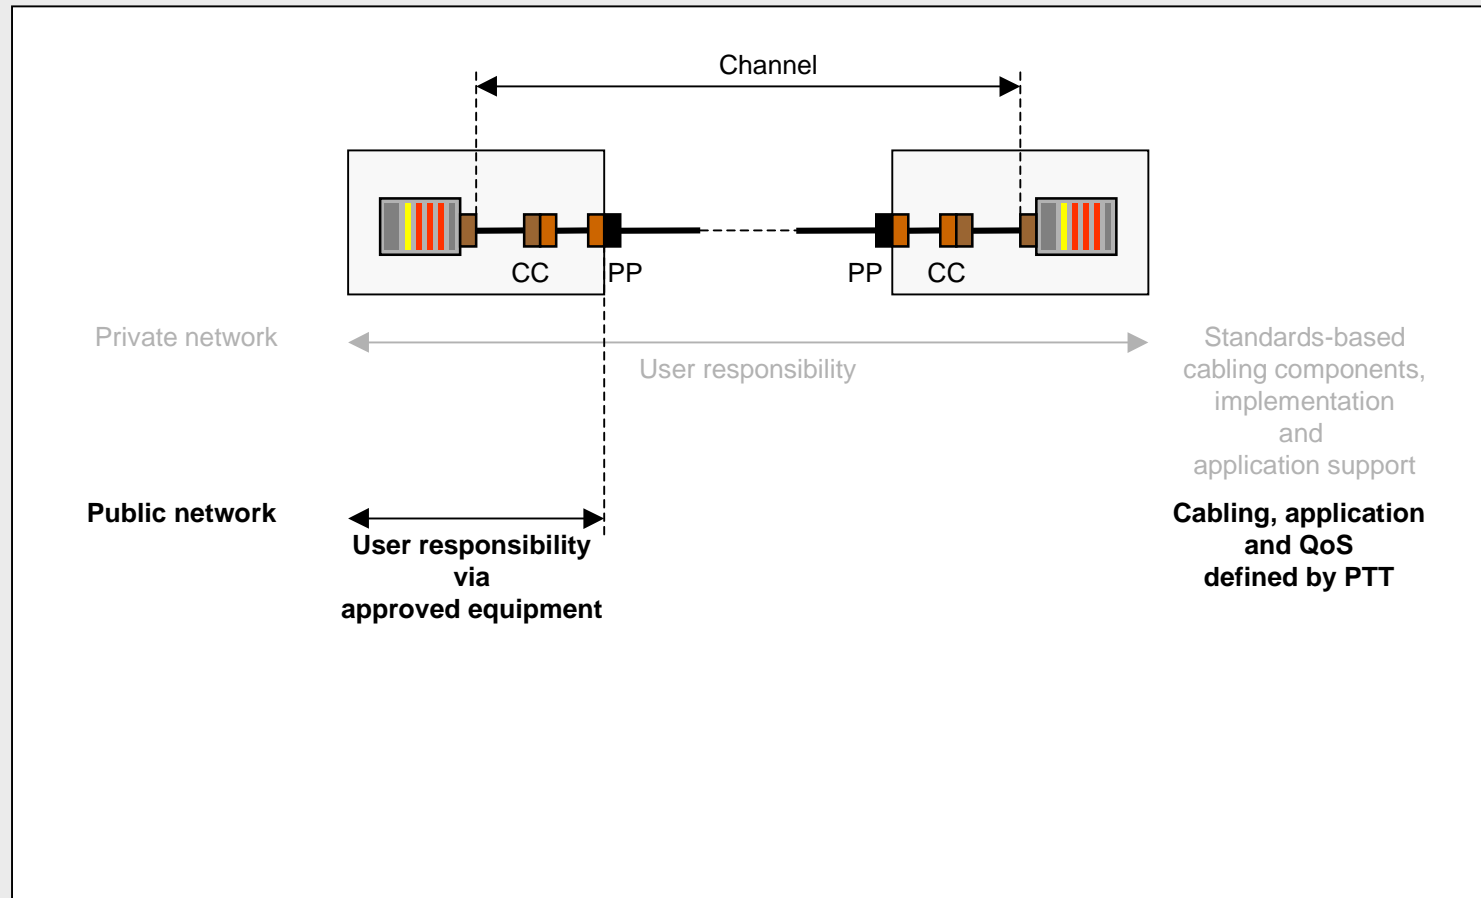 Channel
CC
PP
PP
CC
Private network
User responsibility
Standards-based
cabling components,
implementation
and
application support
Public network
User responsibility
via
approved equipment
Cabling, application
and QoS
defined by PTT